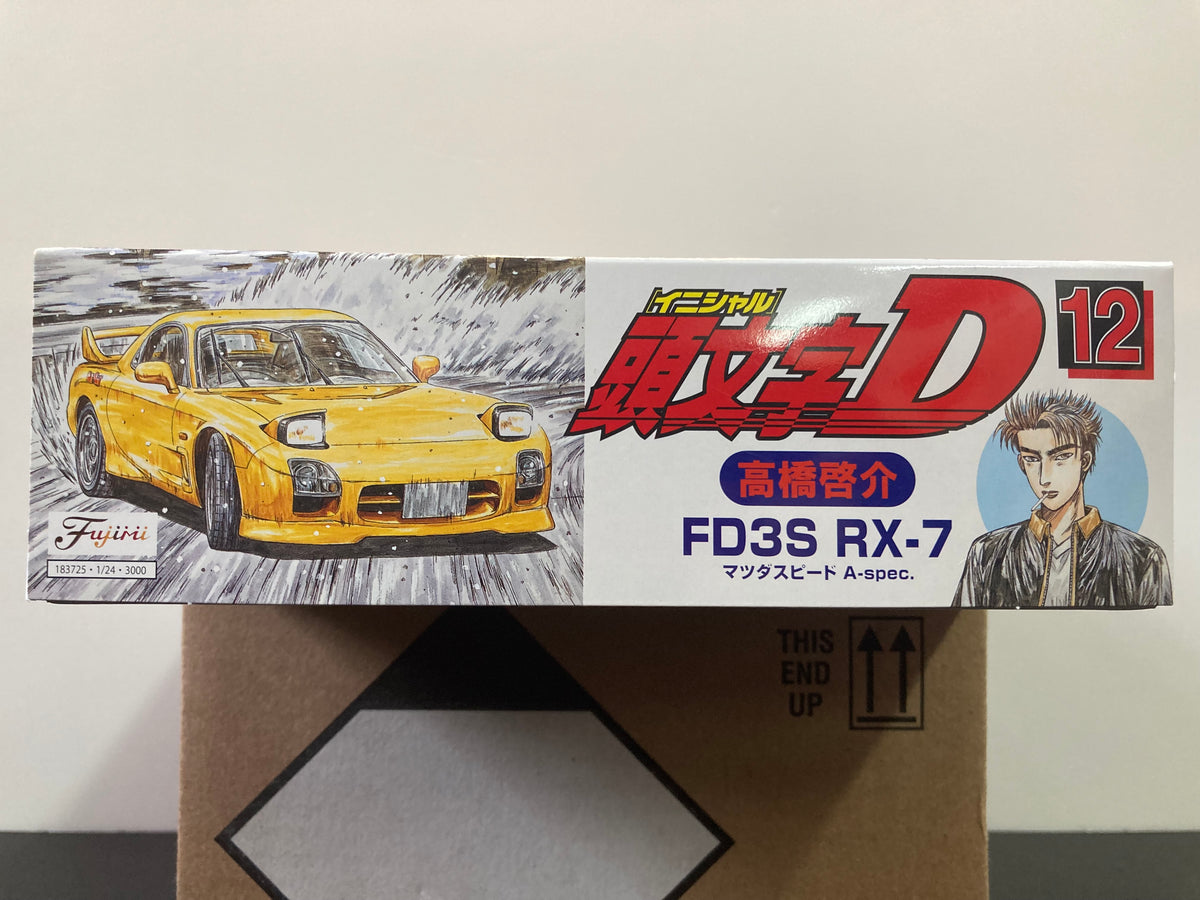 Fujimi
183725・1/24・3000
[イニシャル]
頭文字D
12
高橋啓介
FD3S RX-7
マツダスピード A-spec.
THIS
END
UP